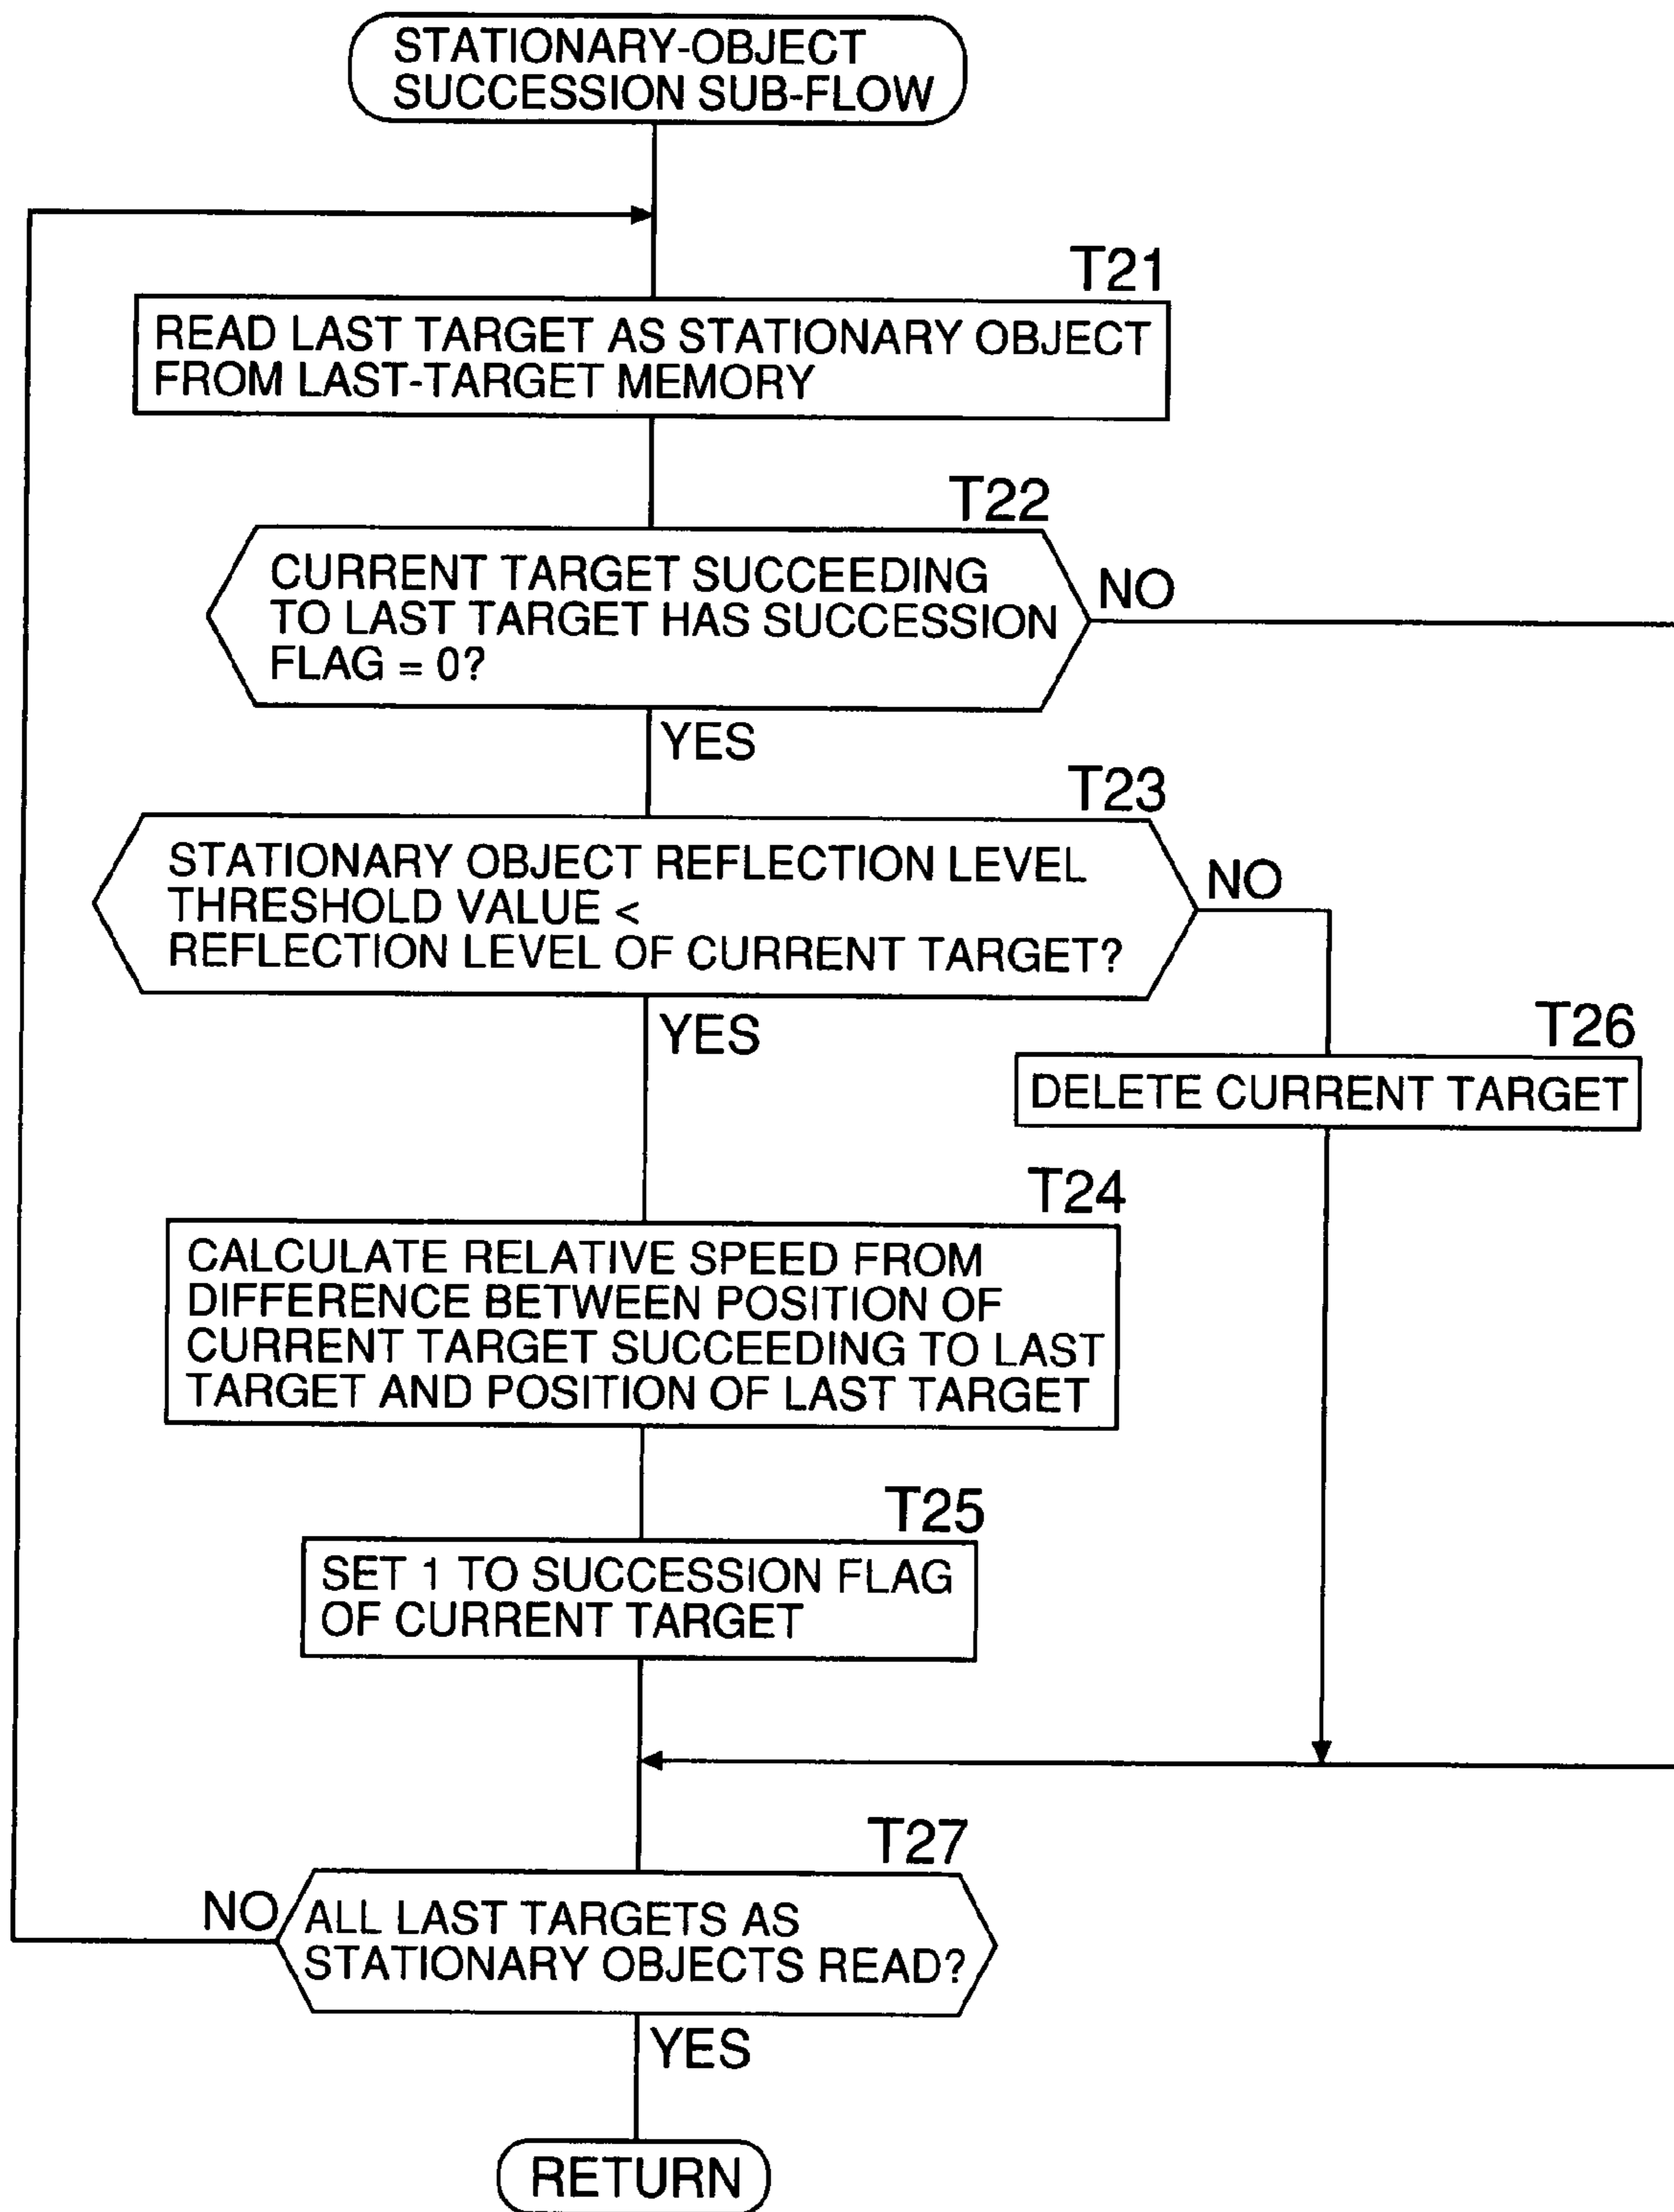 STATIONARY-OBJECT
SUCCESSION SUB-FLOW
T21
READ LAST TARGET AS STATIONARY OBJECT
FROM LAST-TARGET MEMORY
T22
CURRENT TARGET SUCCEEDING
TO LAST TARGET HAS SUCCESSION
FLAG = 0?
NO
YES
T23
STATIONARY OBJECT REFLECTION LEVEL
THRESHOLD VALUE <
REFLECTION LEVEL OF CURRENT TARGET?
NO
YES
T26
DELETE CURRENT TARGET
T24
CALCULATE RELATIVE SPEED FROM
DIFFERENCE BETWEEN POSITION OF
CURRENT TARGET SUCCEEDING TO LAST
TARGET AND POSITION OF LAST TARGET
T25
SET 1 TO SUCCESSION FLAG
OF CURRENT TARGET
T27
NO
ALL LAST TARGETS AS
STATIONARY OBJECTS READ?
YES
RETURN